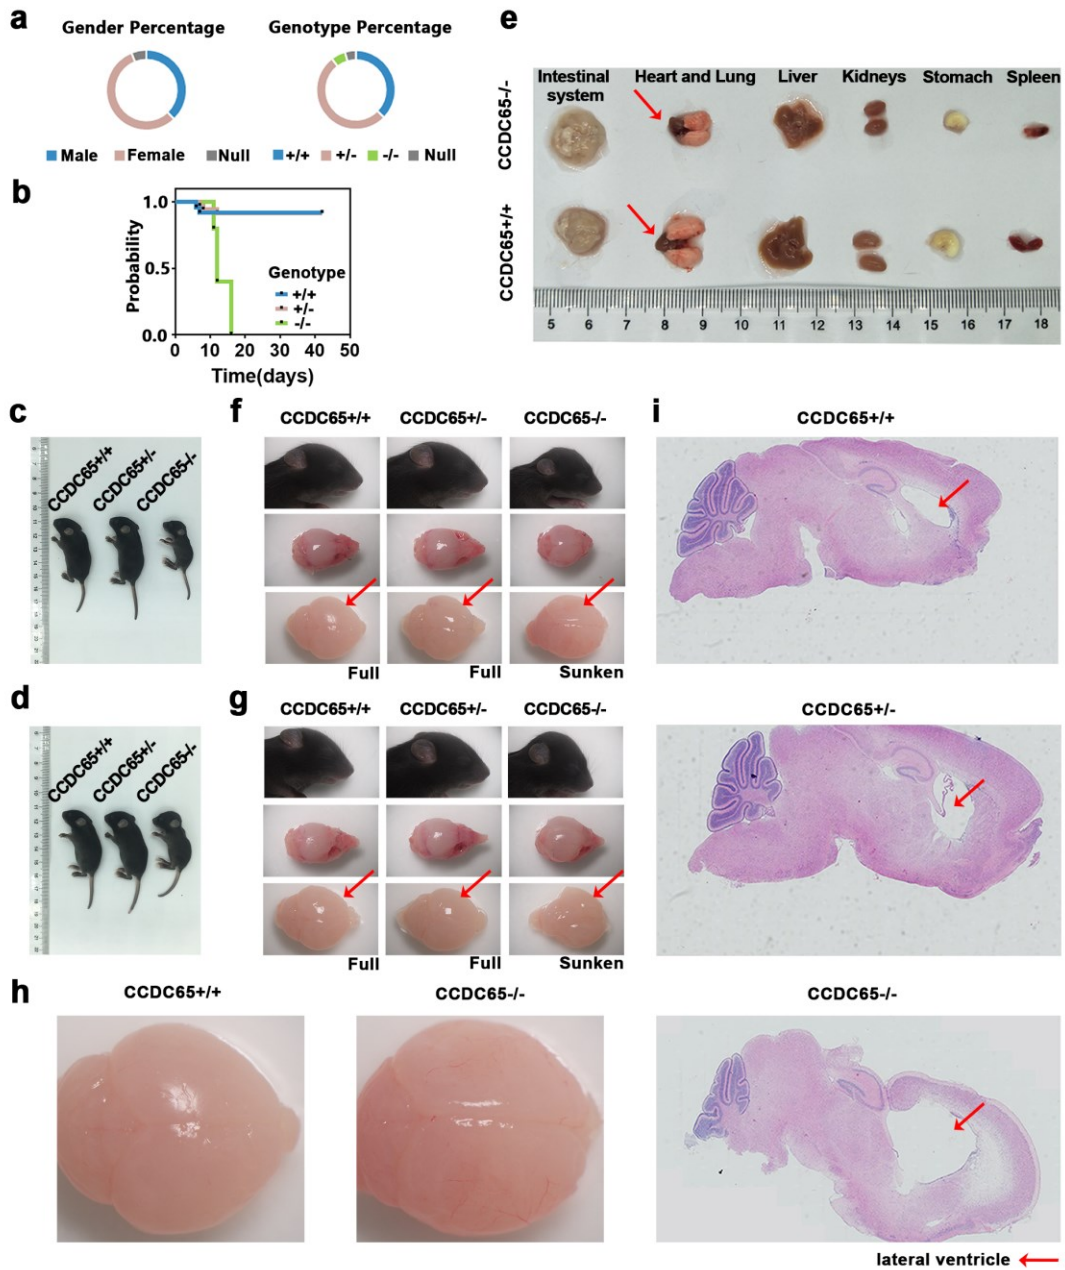 a
Gender Percentage
Genotype Percentage
Male Female Null
+/+ +/- -/- Null
b
Probability
1.0
0.5
0.0
Genotype
+/+
+/-
-/-
0 10 20 30 40 50
Time(days)
e
Intestinal system
Heart and Lung
Liver
Kidneys
Stomach
Spleen
CCDC65-/-
CCDC65+/+
5 6 7 8 9 10 11 12 13 14 15 16 17 18
c
CCDC65+/+
CCDC65+/-
CCDC65-/-
d
CCDC65+/+
CCDC65+/-
CCDC65-/-
f
CCDC65+/+ CCDC65+/- CCDC65-/-
Full Full Sunken
g
CCDC65+/+ CCDC65+/- CCDC65-/-
Full Full Sunken
h
CCDC65+/+
CCDC65-/-
i
CCDC65+/+
CCDC65+/-
CCDC65-/-
lateral ventricle